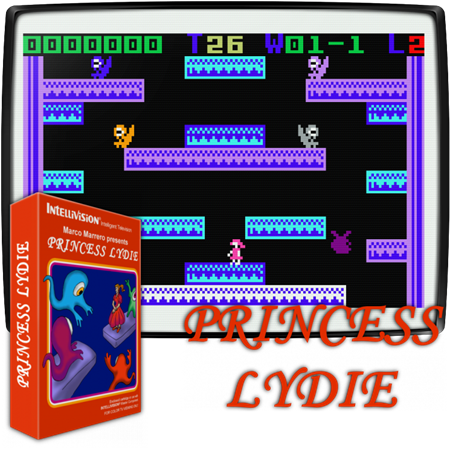 0000000 T26 W01-1 L2
INTELLIVISION Intelligent Television
Marco Marrero presents
PRINCESS LYDIE
PRINCESS LYDIE
PRINCESS
LYDIE